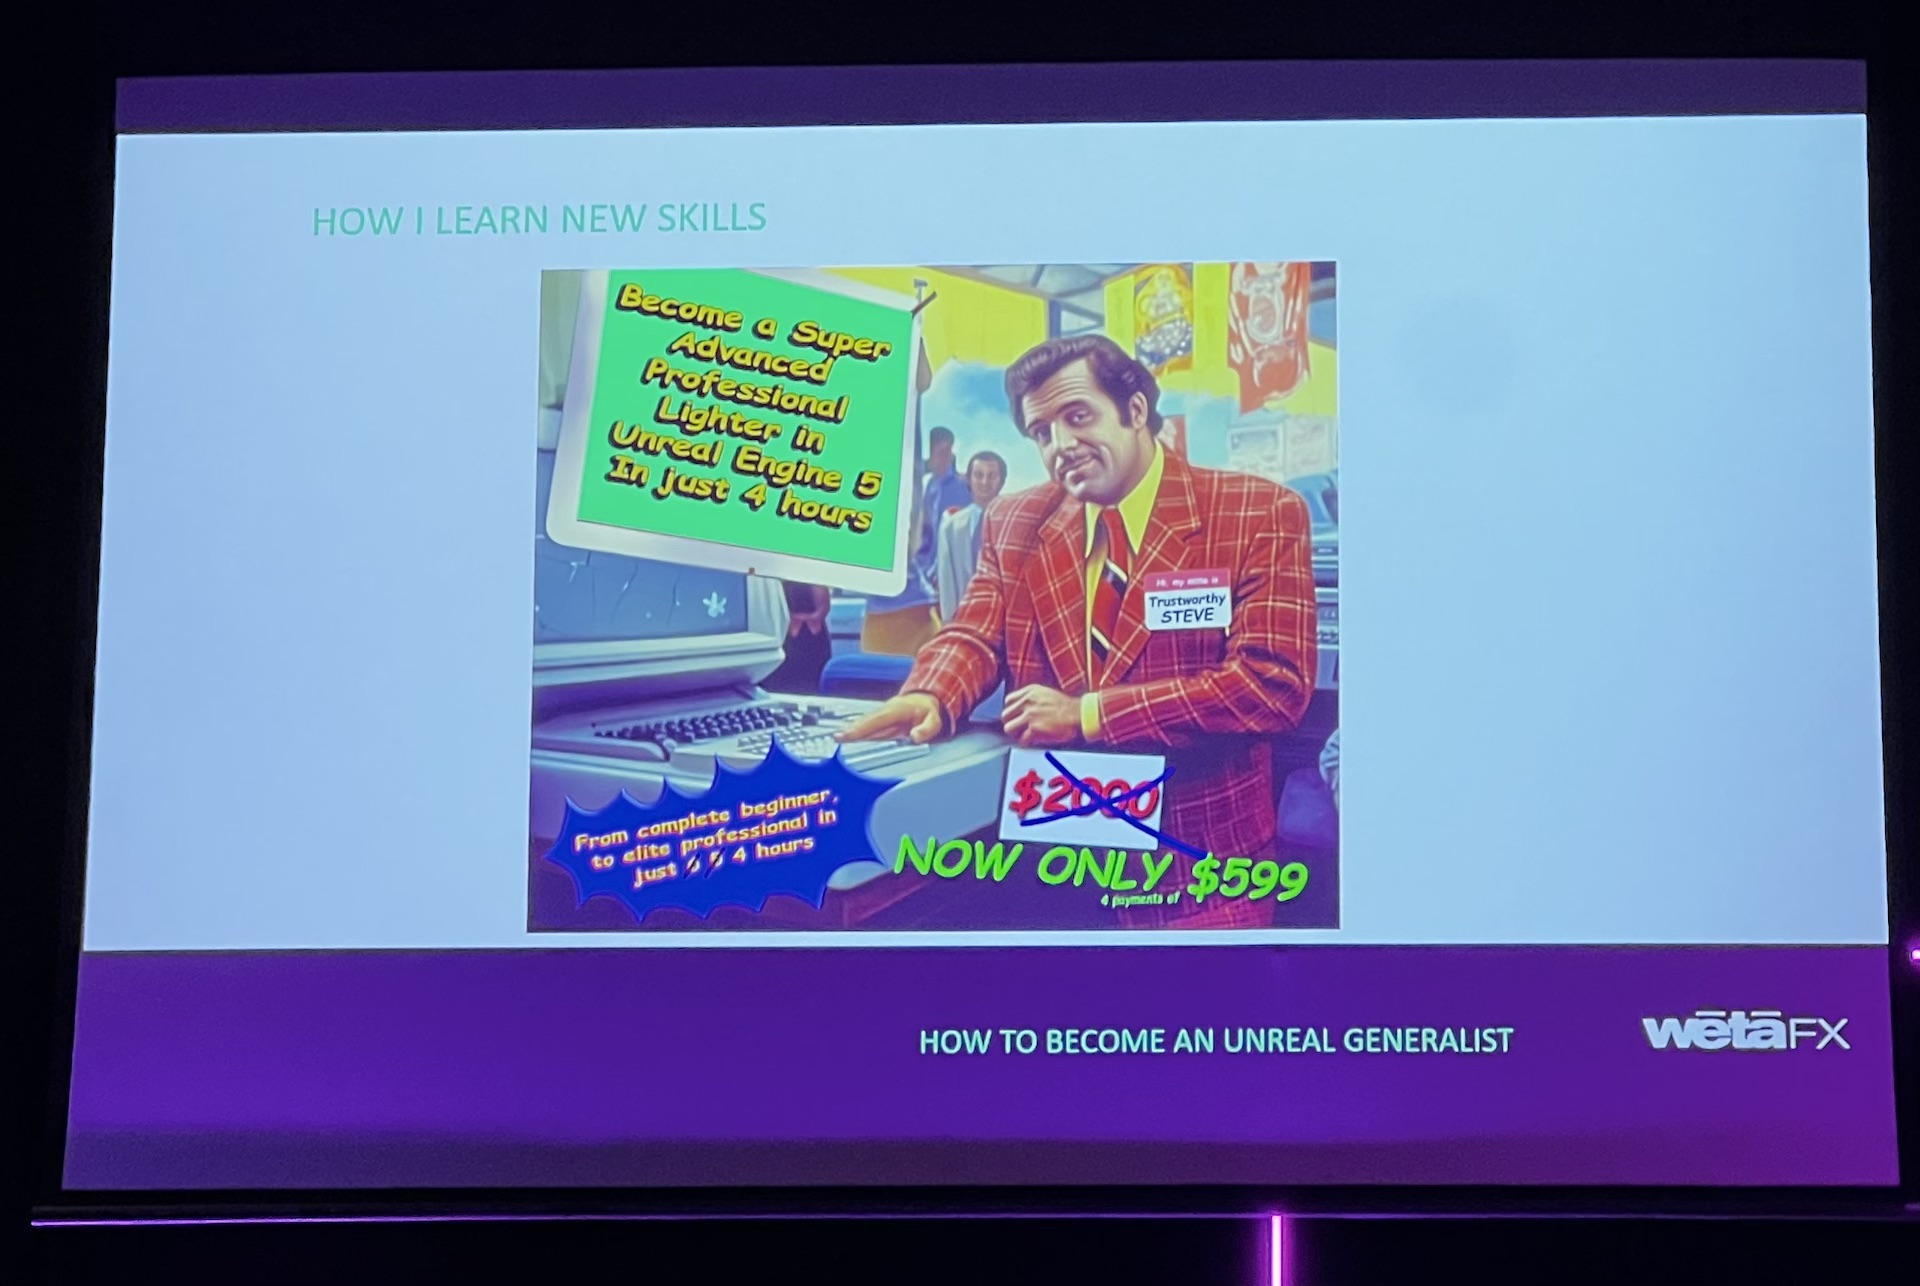 HOW I LEARN NEW SKILLS
Become a Super
Advanced
Professional
Lighter in
Unreal Engine 5
In just 4 hours
Hi, my name is
Trustworthy
STEVE
From complete beginner,
to elite professional in
just 6 5 4 hours
$2000
NOW ONLY $599
4 payments of
HOW TO BECOME AN UNREAL GENERALIST
wētāFX